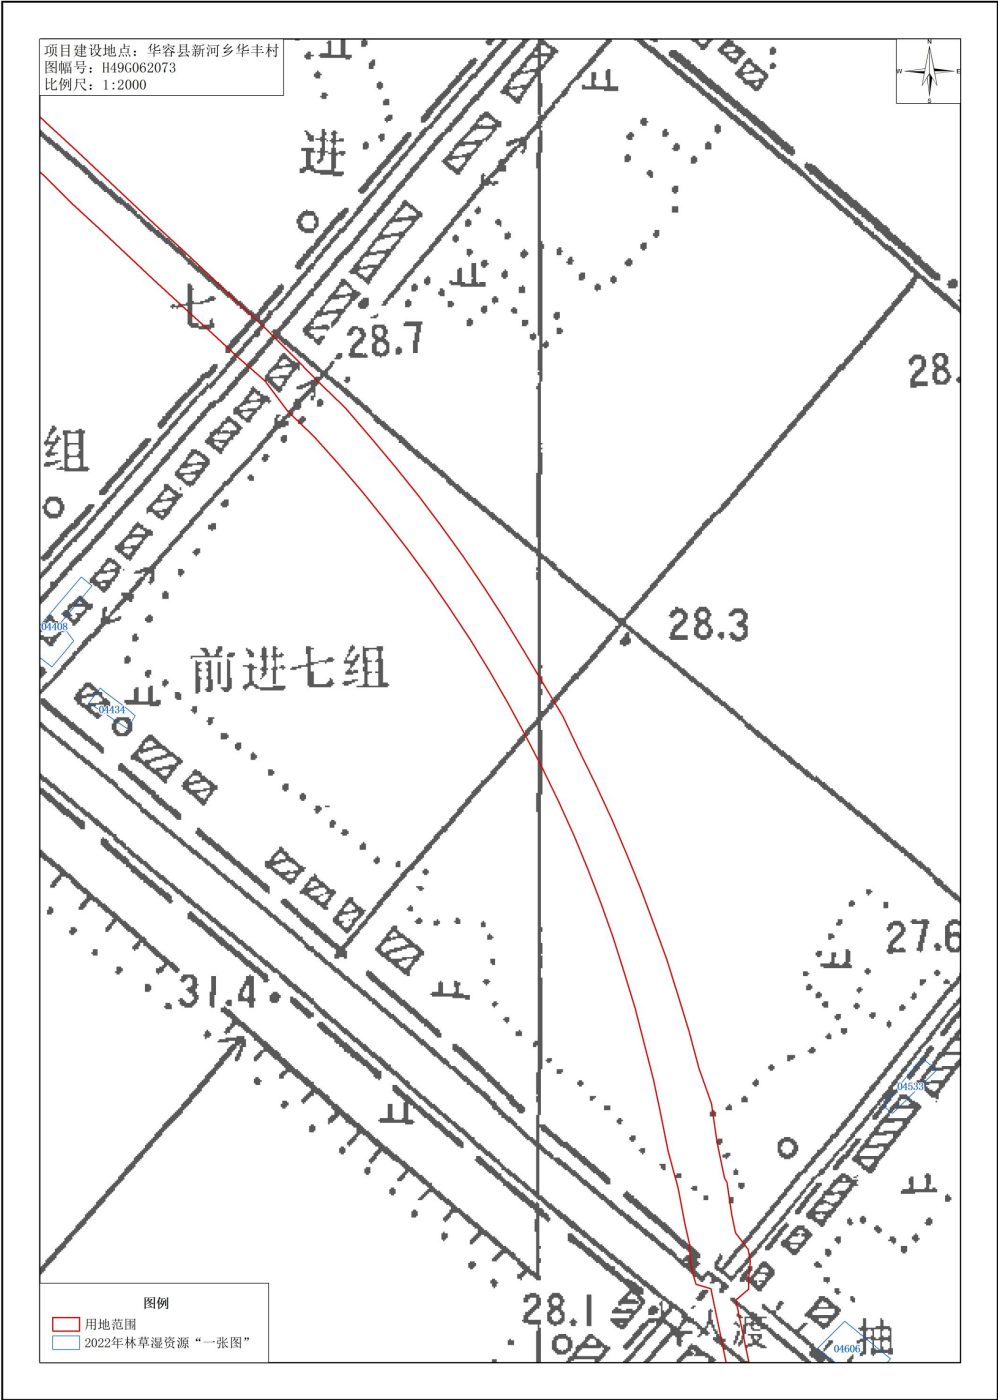 项目建设地点：华容县新河乡华丰村
图幅号：H49G062073
比例尺：1:2000
N
W
E
S
进
七
28.7
28.
组
04408
28.3
前进七组
04434
27.6
31.4
04533
28.1
人渡
抽
04606
图例
用地范围
2022年林草湿资源“一张图”